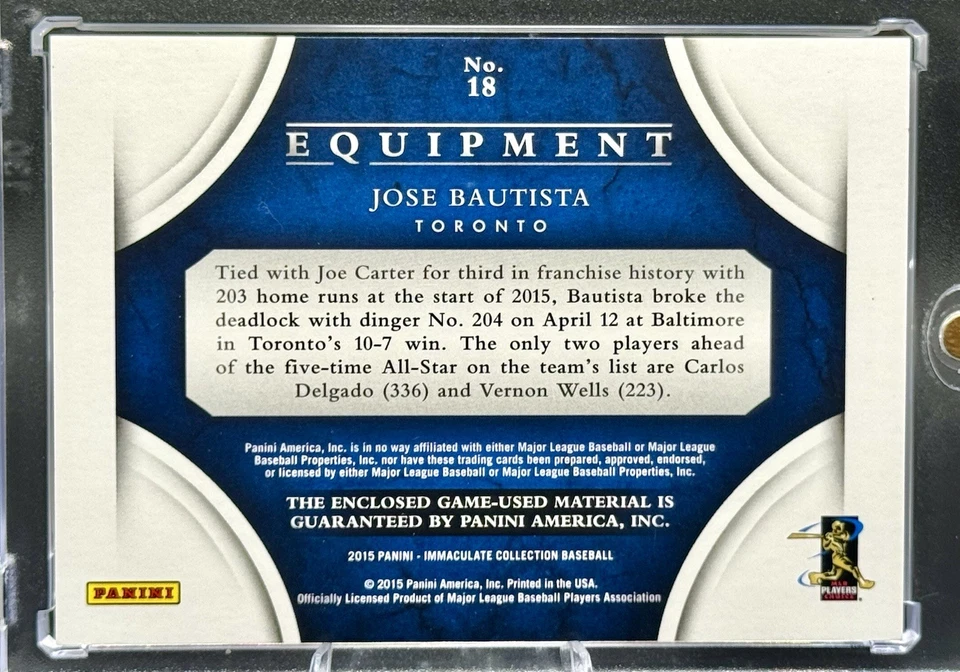 No.
18
EQUIPMENT
JOSE BAUTISTA
TORONTO
Tied with Joe Carter for third in franchise history with
203 home runs at the start of 2015, Bautista broke the
deadlock with dinger No. 204 on April 12 at Baltimore
in Toronto's 10-7 win. The only two players ahead
of the five-time All-Star on the team's list are Carlos
Delgado (336) and Vernon Wells (223).
Panini America, Inc. is in no way affiliated with either Major League Baseball or Major League
Baseball Properties, Inc. nor have these trading cards been prepared, approved, endorsed,
or licensed by either Major League Baseball or Major League Baseball Properties, Inc.
THE ENCLOSED GAME-USED MATERIAL IS
GUARANTEED BY PANINI AMERICA, INC.
2015 PANINI - IMMACULATE COLLECTION BASEBALL
© 2015 Panini America, Inc. Printed in the USA.
Officially Licensed Product of Major League Baseball Players Association
PANINI
MLB
PLAYERS
CHOICE